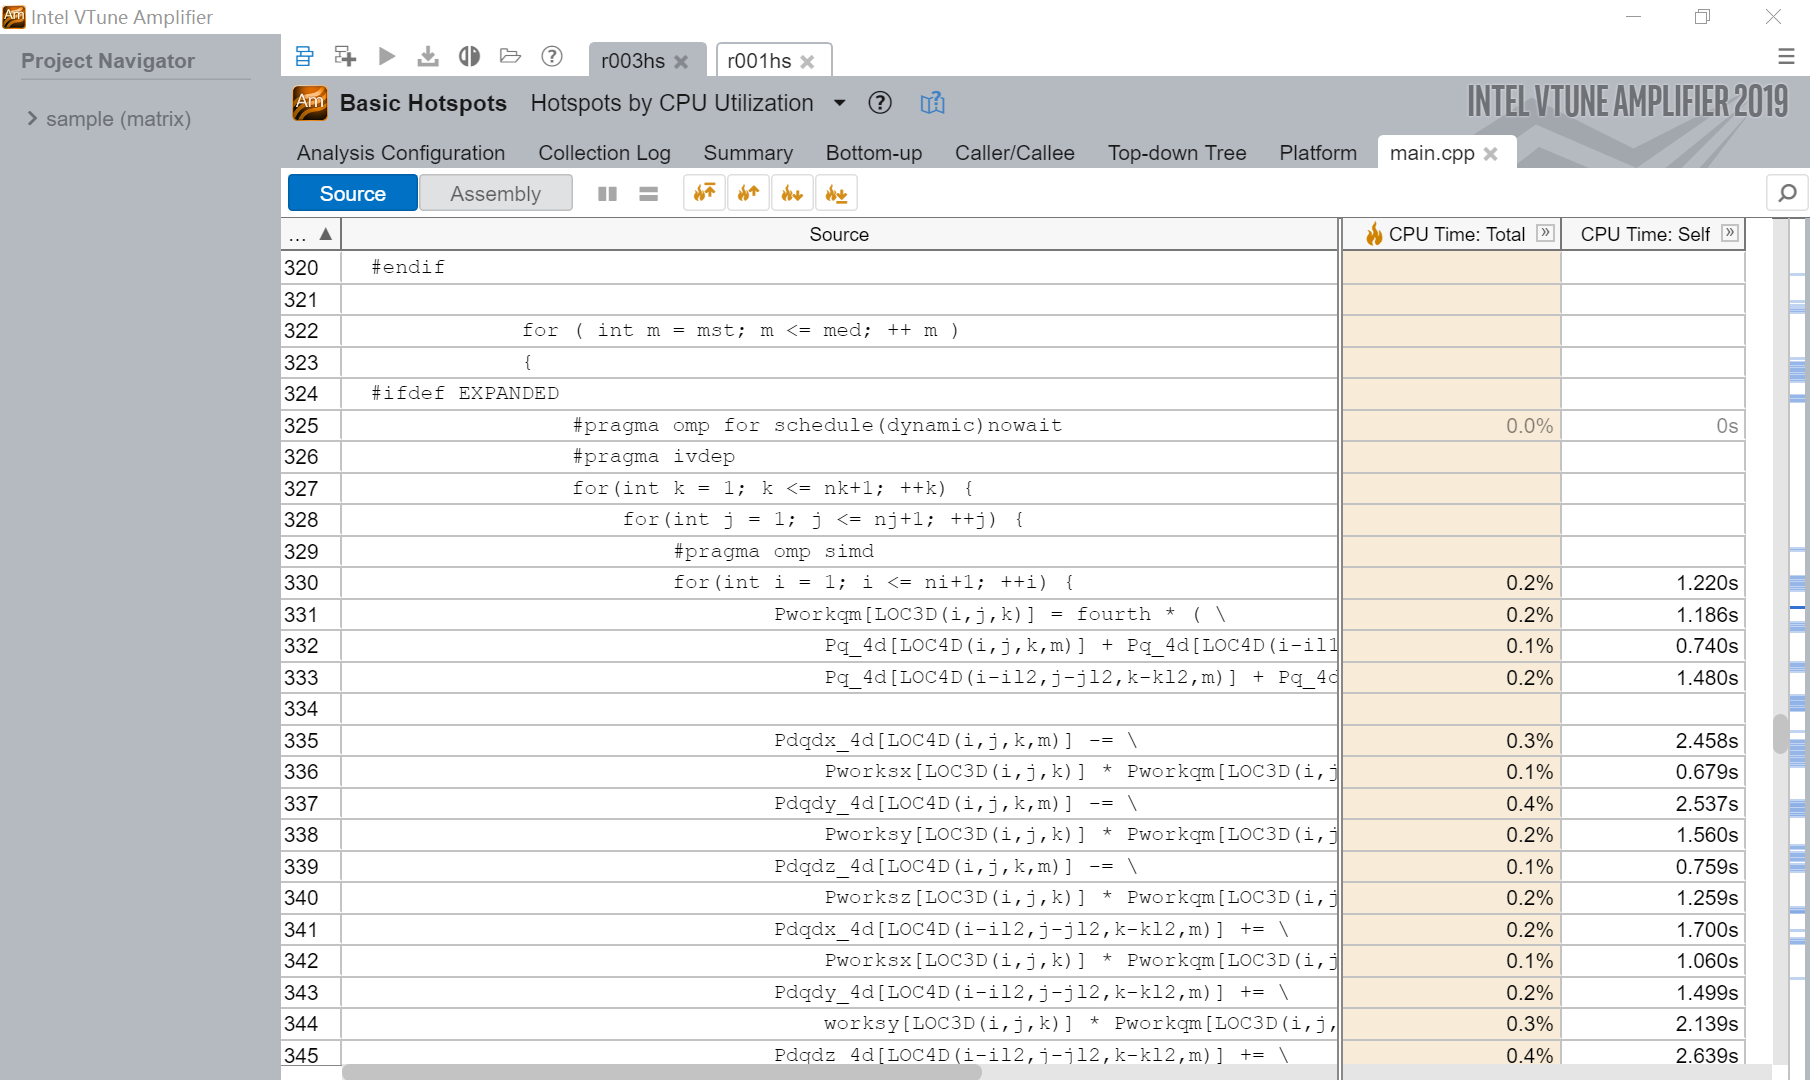 Am Intel VTune Amplifier
Project Navigator
sample (matrix)
r003hs
r001hs
Am Basic Hotspots Hotspots by CPU Utilization
INTEL VTUNE AMPLIFIER 2019
Analysis Configuration Collection Log Summary Bottom-up Caller/Callee Top-down Tree Platform main.cpp
Source Assembly
... ▲ Source CPU Time: Total » CPU Time: Self »
320 #endif
321
322 for ( int m = mst; m <= med; ++ m )
323 {
324 #ifdef EXPANDED
325 #pragma omp for schedule(dynamic)nowait 0.0% 0s
326 #pragma ivdep
327 for(int k = 1; k <= nk+1; ++k) {
328 for(int j = 1; j <= nj+1; ++j) {
329 #pragma omp simd
330 for(int i = 1; i <= ni+1; ++i) { 0.2% 1.220s
331 Pworkqm[LOC3D(i,j,k)] = fourth * ( \ 0.2% 1.186s
332 Pq_4d[LOC4D(i,j,k,m)] + Pq_4d[LOC4D(i-il1 0.1% 0.740s
333 Pq_4d[LOC4D(i-il2,j-jl2,k-kl2,m)] + Pq_4d 0.2% 1.480s
334
335 Pdqdx_4d[LOC4D(i,j,k,m)] -= \ 0.3% 2.458s
336 Pworksx[LOC3D(i,j,k)] * Pworkqm[LOC3D(i,j 0.1% 0.679s
337 Pdqdy_4d[LOC4D(i,j,k,m)] -= \ 0.4% 2.537s
338 Pworksy[LOC3D(i,j,k)] * Pworkqm[LOC3D(i,j 0.2% 1.560s
339 Pdqdz_4d[LOC4D(i,j,k,m)] -= \ 0.1% 0.759s
340 Pworksz[LOC3D(i,j,k)] * Pworkqm[LOC3D(i,j 0.2% 1.259s
341 Pdqdx_4d[LOC4D(i-il2,j-jl2,k-kl2,m)] += \ 0.2% 1.700s
342 Pworksx[LOC3D(i,j,k)] * Pworkqm[LOC3D(i,j 0.1% 1.060s
343 Pdqdy_4d[LOC4D(i-il2,j-jl2,k-kl2,m)] += \ 0.2% 1.499s
344 worksy[LOC3D(i,j,k)] * Pworkqm[LOC3D(i,j, 0.3% 2.139s
345 Pdqdz_4d[LOC4D(i-il2,j-jl2,k-kl2,m)] += \ 0.4% 2.639s